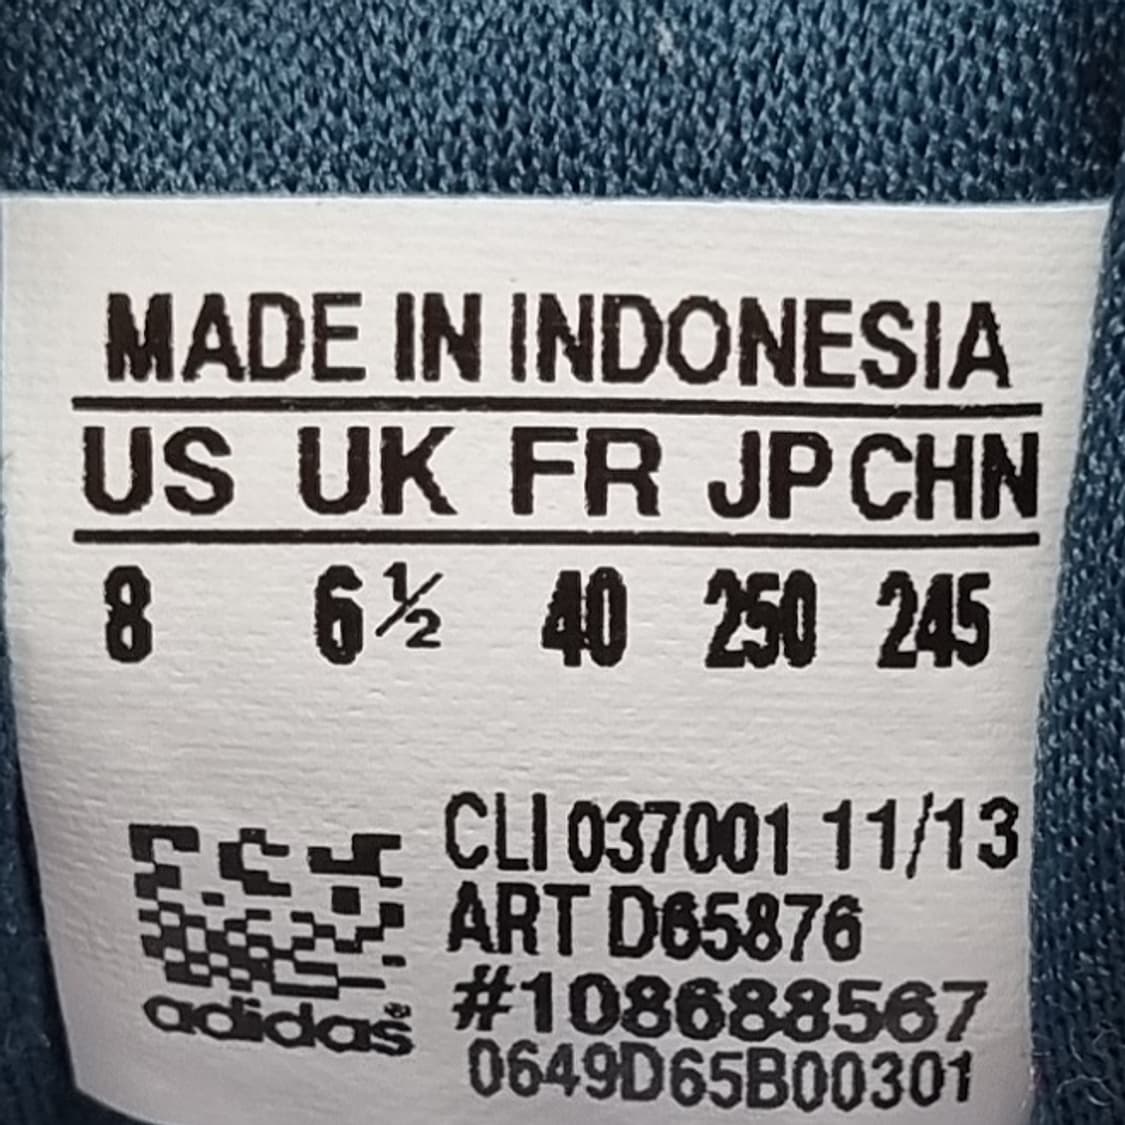 MADE IN INDONESIA
US UK FR JP CHN
8 6½ 40 250 245
CLI 037001 11/13
ART D65876
#108688567
adidas®
0649D65B00301